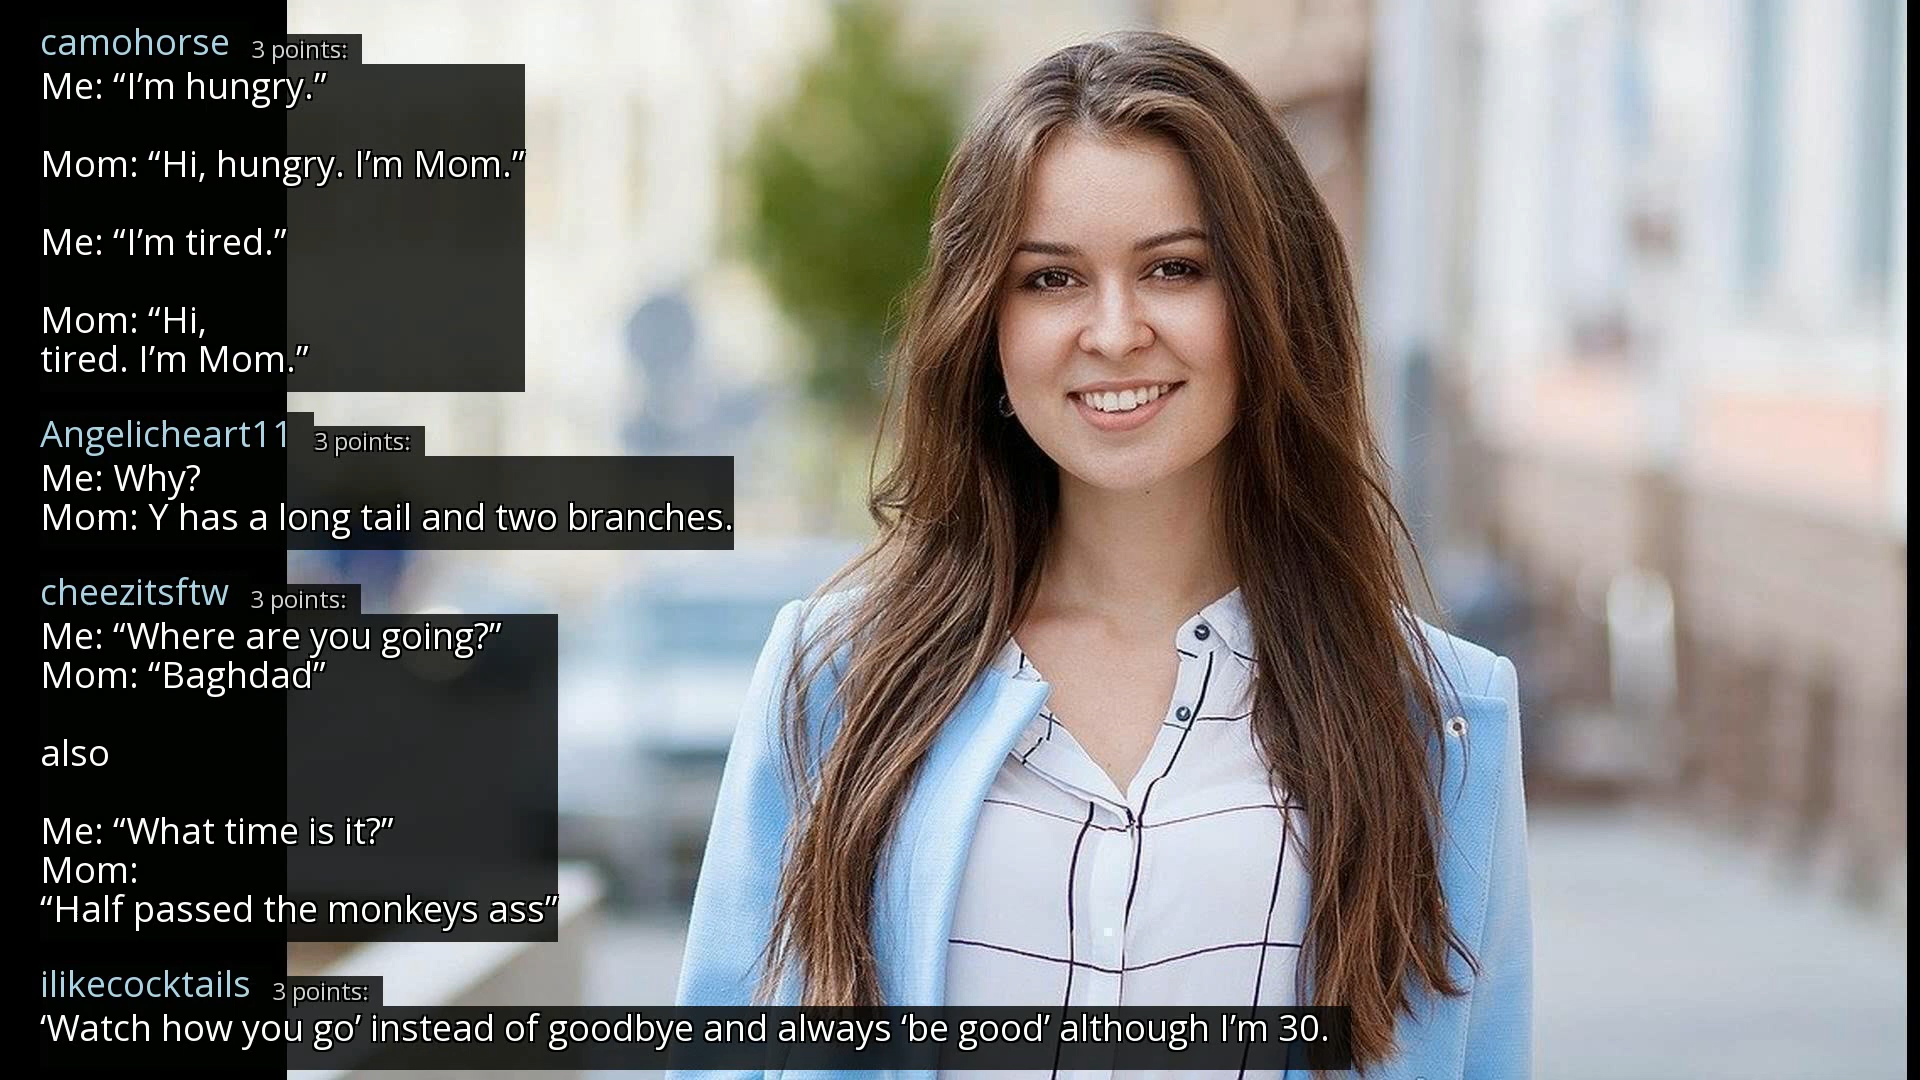 camohorse 3 points:
Me: “I’m hungry.”
Mom: “Hi, hungry. I’m Mom.”
Me: “I’m tired.”
Mom: “Hi,
tired. I’m Mom.”
Angelicheart11 3 points:
Me: Why?
Mom: Y has a long tail and two branches.
cheezitsftw 3 points:
Me: “Where are you going?”
Mom: “Baghdad”
also
Me: “What time is it?”
Mom:
“Half passed the monkeys ass”
ilikecocktails 3 points:
‘Watch how you go’ instead of goodbye and always ‘be good’ although I’m 30.